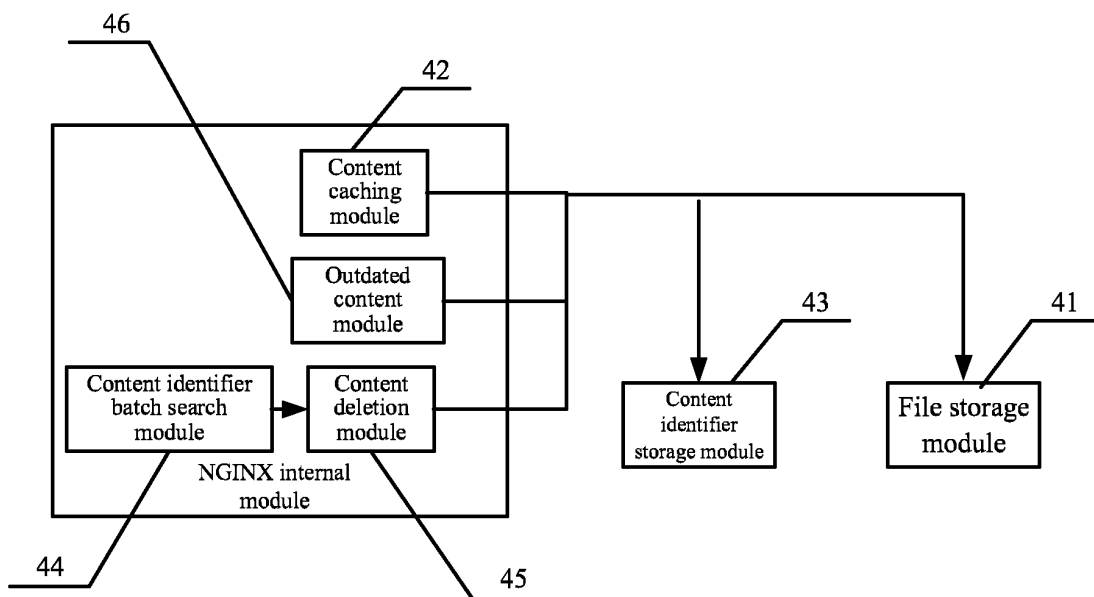 46
42
Content
caching
module
Outdated
content
module
43
41
Content identifier
batch search
module
Content
deletion
module
Content
identifier
storage module
File storage
module
NGINX internal
module
44
45